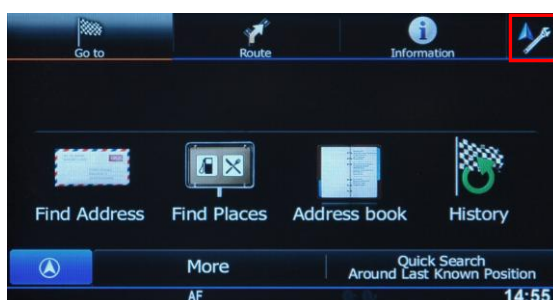 Go to
Route
Information
Find Address
Find Places
Address book
History
More
Quick Search
Around Last Known Position
AF
14:55